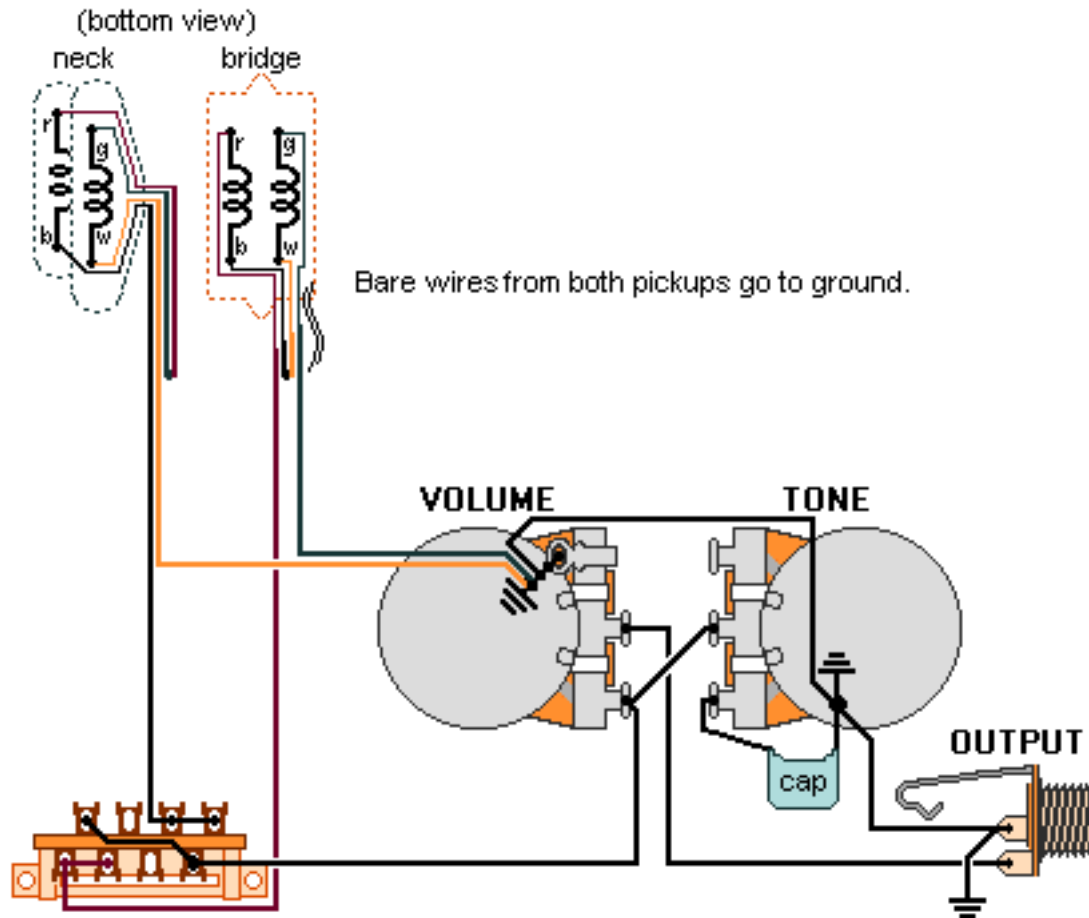 (bottom view)
neck
bridge
r
g
b
w
r
g
b
w
Bare wires from both pickups go to ground.
VOLUME
TONE
OUTPUT
cap